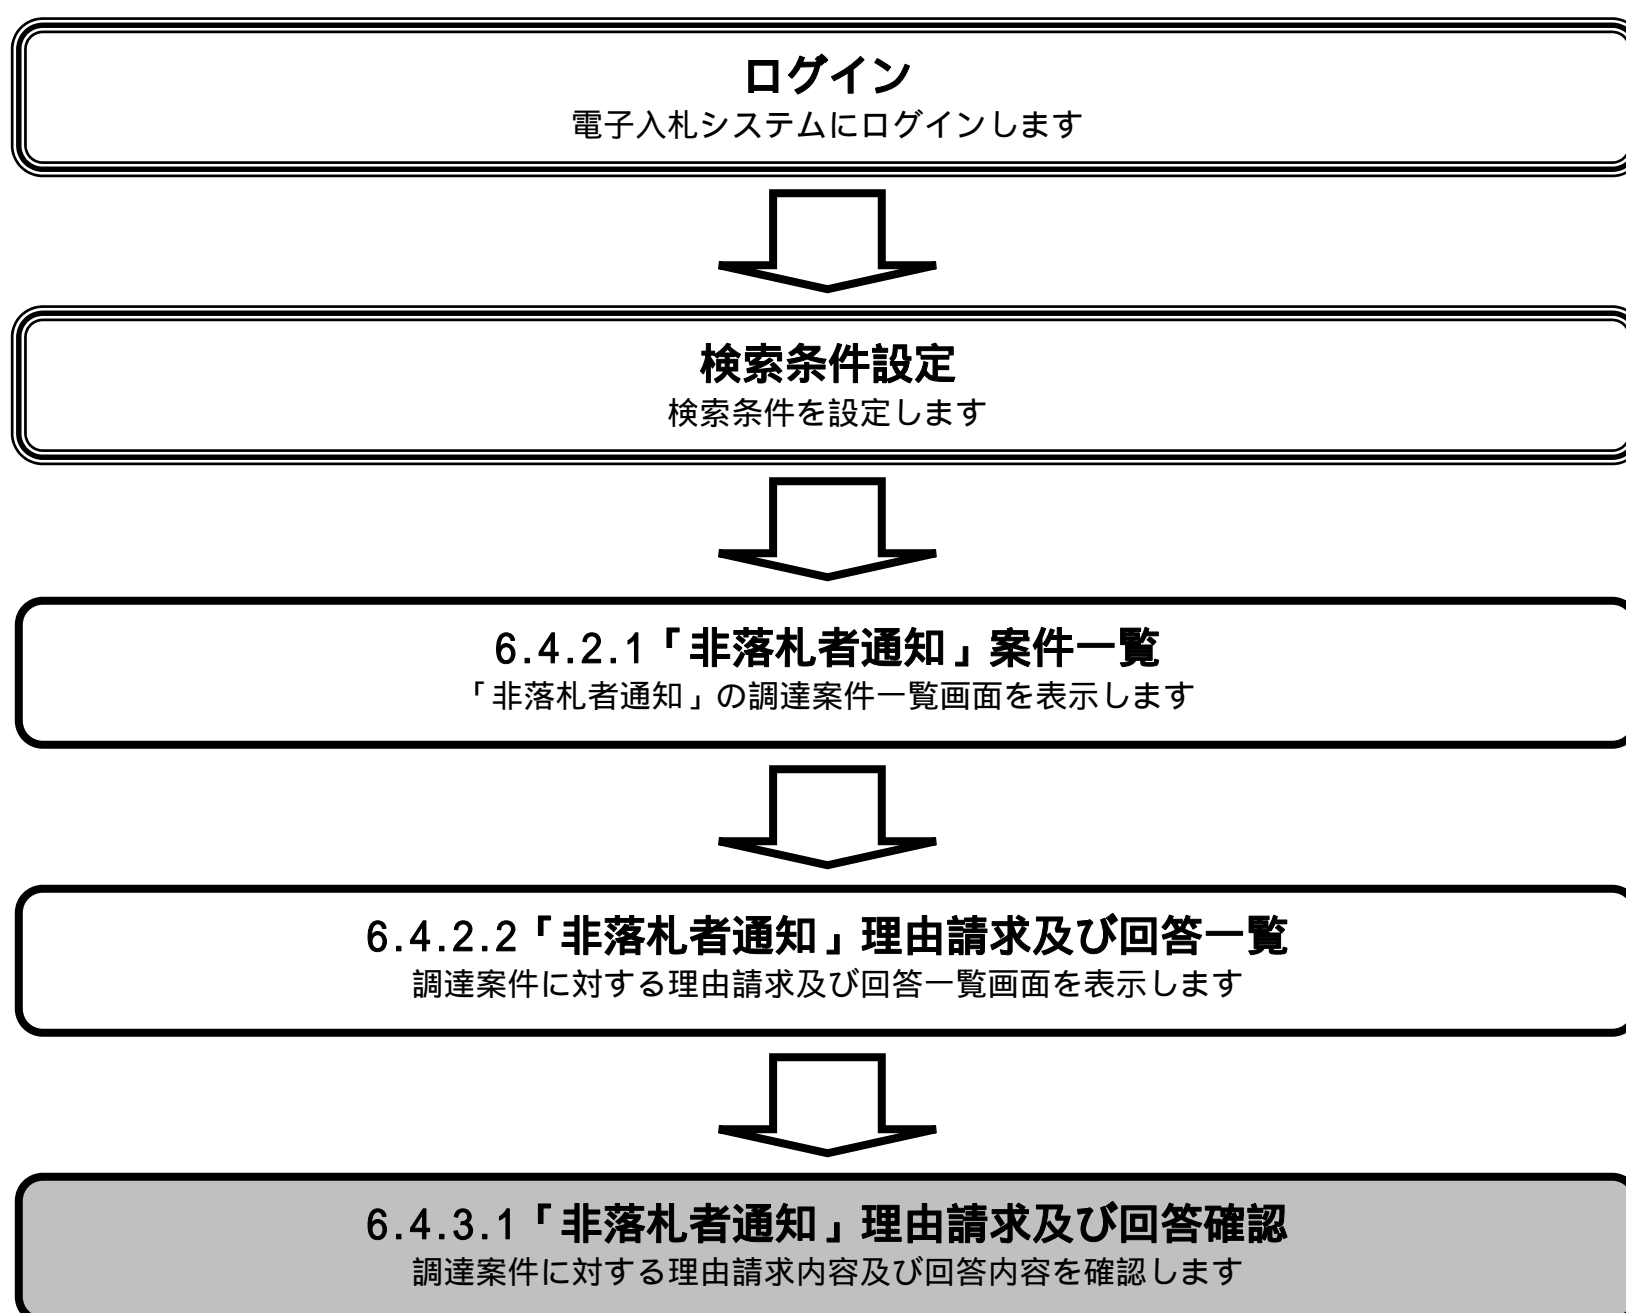 ログイン
電子入札システムにログインします
検索条件設定
検索条件を設定します
6.4.2.1「非落札者通知」案件一覧
「非落札者通知」の調達案件一覧画面を表示します
6.4.2.2「非落札者通知」理由請求及び回答一覧
調達案件に対する理由請求及び回答一覧画面を表示します
6.4.3.1「非落札者通知」理由請求及び回答確認
調達案件に対する理由請求内容及び回答内容を確認します